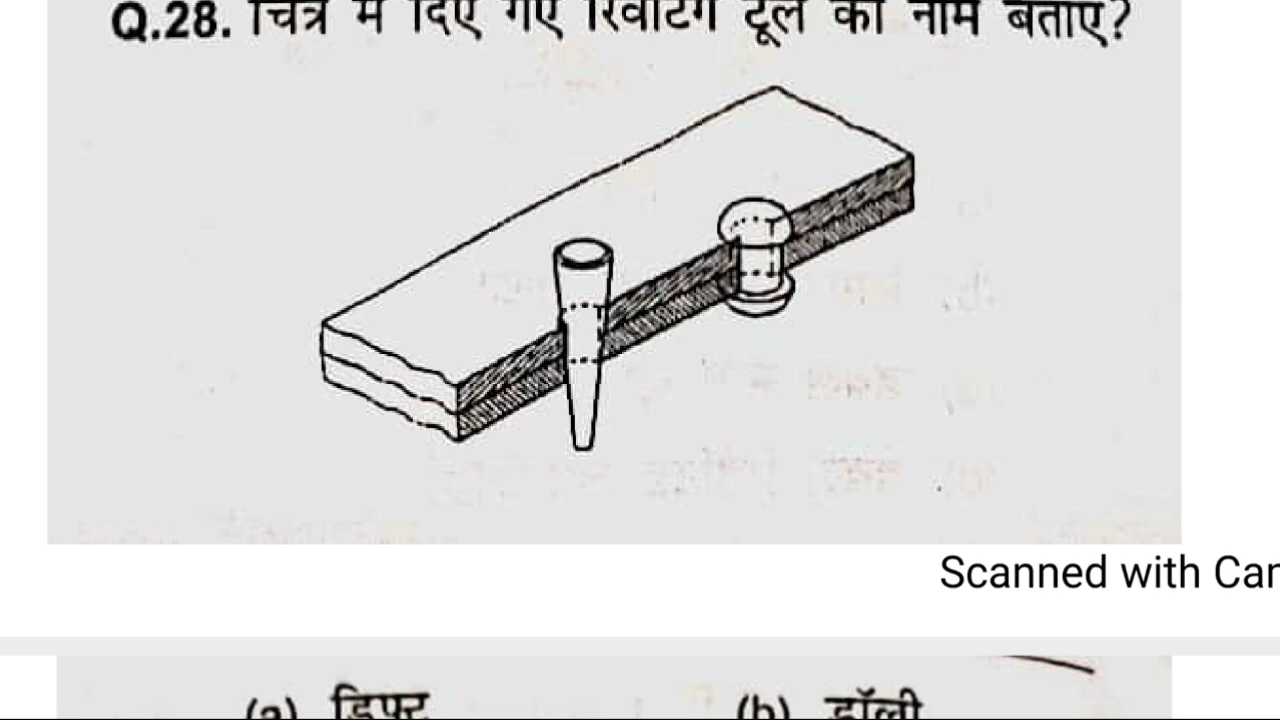 Q.28. चित्र में दिए गए रिवेटिंग टूल का नाम बताएं?
Scanned with Car
(a) ड्रिफ्ट (b) डॉली